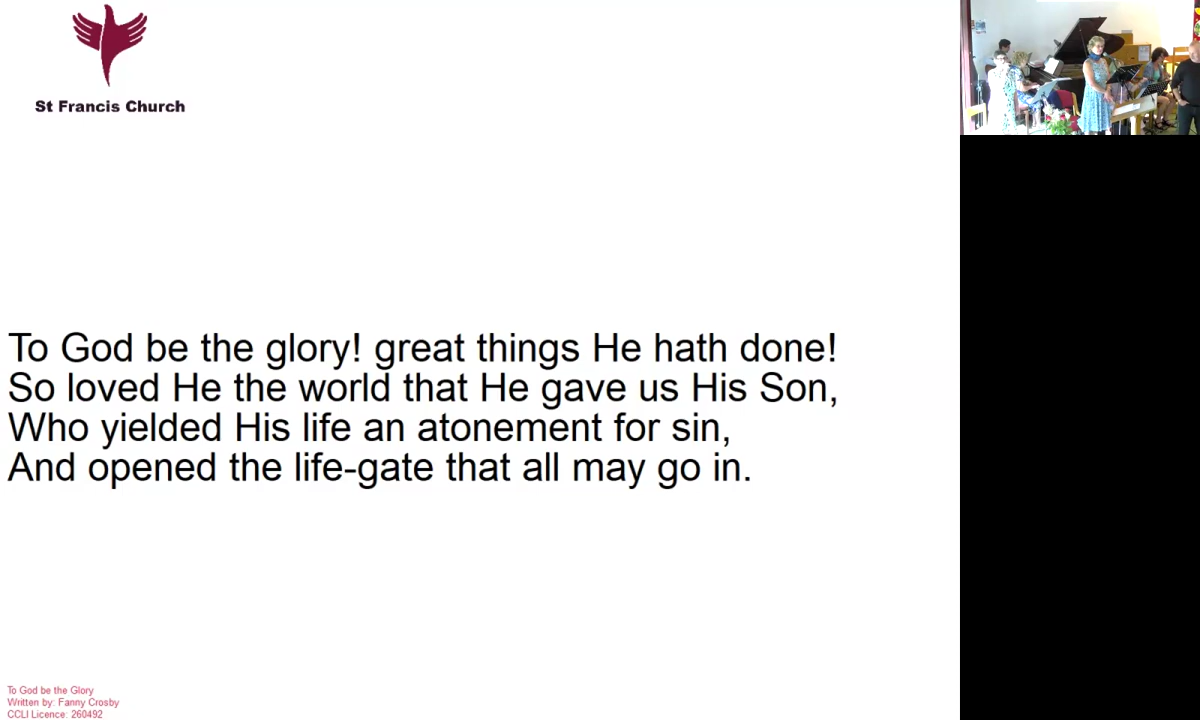 St Francis Church
To God be the glory! great things He hath done!
So loved He the world that He gave us His Son,
Who yielded His life an atonement for sin,
And opened the life-gate that all may go in.
To God be the Glory
Written by: Fanny Crosby
CCLI Licence: 260492